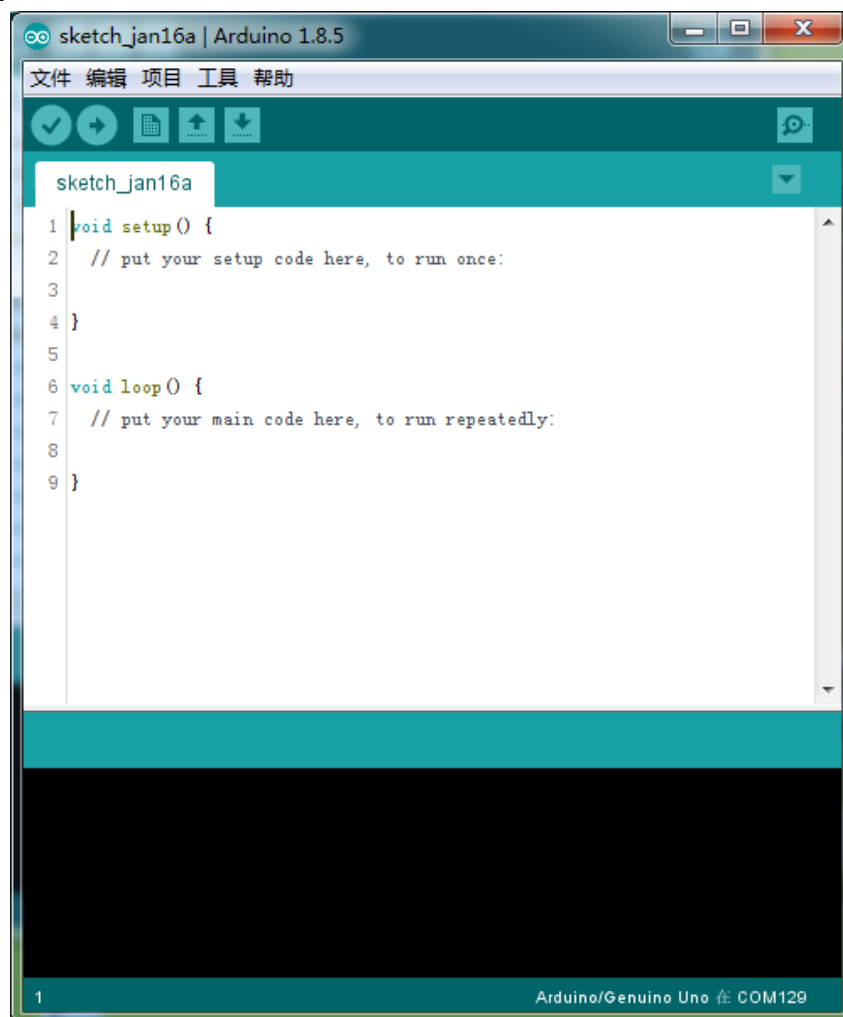 sketch_jan16a | Arduino 1.8.5
文件 编辑 项目 工具 帮助
sketch_jan16a
1 void setup() {
2   // put your setup code here, to run once:
3
4 }
5
6 void loop() {
7   // put your main code here, to run repeatedly:
8
9 }
1 Arduino/Genuino Uno 在 COM129